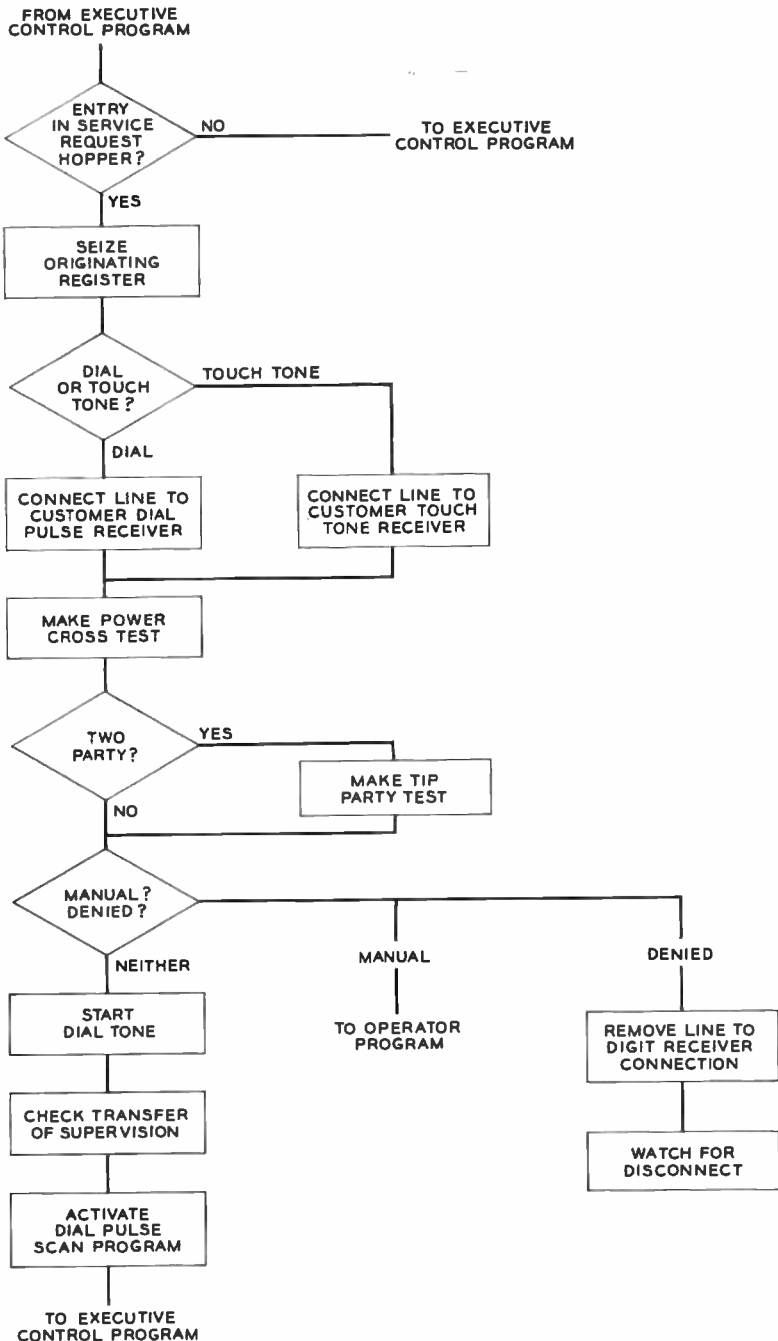 FROM EXECUTIVE
CONTROL PROGRAM
ENTRY
IN SERVICE
REQUEST
HOPPER?
NO
TO EXECUTIVE
CONTROL PROGRAM
YES
SEIZE
ORIGINATING
REGISTER
DIAL
OR TOUCH
TONE?
TOUCH TONE
DIAL
CONNECT LINE TO
CUSTOMER DIAL
PULSE RECEIVER
CONNECT LINE TO
CUSTOMER TOUCH
TONE RECEIVER
MAKE POWER
CROSS TEST
TWO
PARTY?
YES
MAKE TIP
PARTY TEST
NO
MANUAL?
DENIED?
NEITHER
MANUAL
DENIED
START
DIAL TONE
TO OPERATOR
PROGRAM
REMOVE LINE TO
DIGIT RECEIVER
CONNECTION
CHECK TRANSFER
OF SUPERVISION
WATCH FOR
DISCONNECT
ACTIVATE
DIAL PULSE
SCAN PROGRAM
TO EXECUTIVE
CONTROL PROGRAM